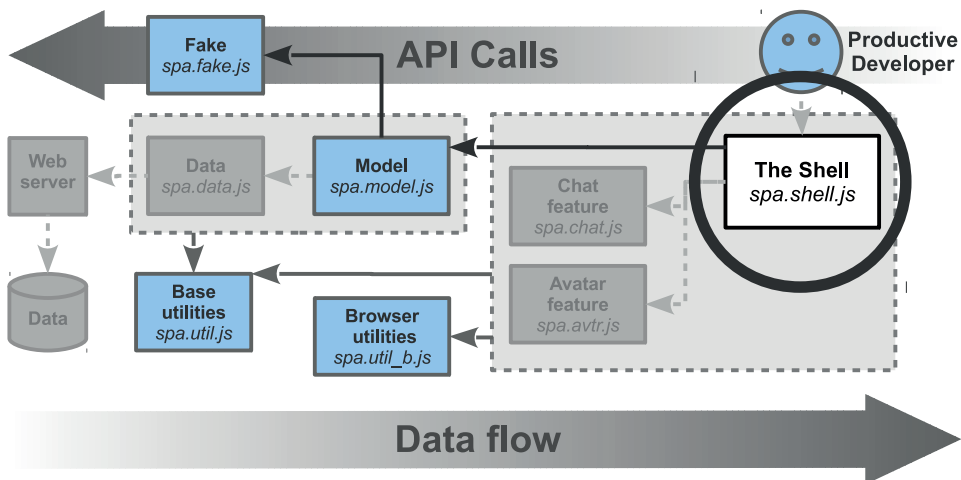 Fake
spa.fake.js
API Calls
Productive
Developer
Web
server
Data
spa.data.js
Model
spa.model.js
Chat
feature
spa.chat.js
The Shell
spa.shell.js
Data
Base
utilities
spa.util.js
Browser
utilities
spa.util_b.js
Avatar
feature
spa.avtr.js
Data flow